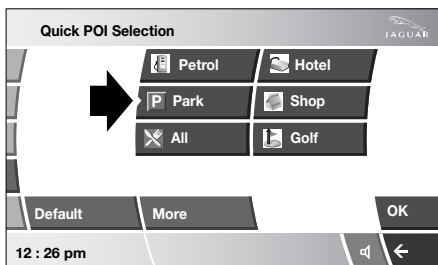 Quick POI Selection
JAGUAR
Petrol
Hotel
P Park
Shop
All
Golf
Default
More
OK
12 : 26 pm